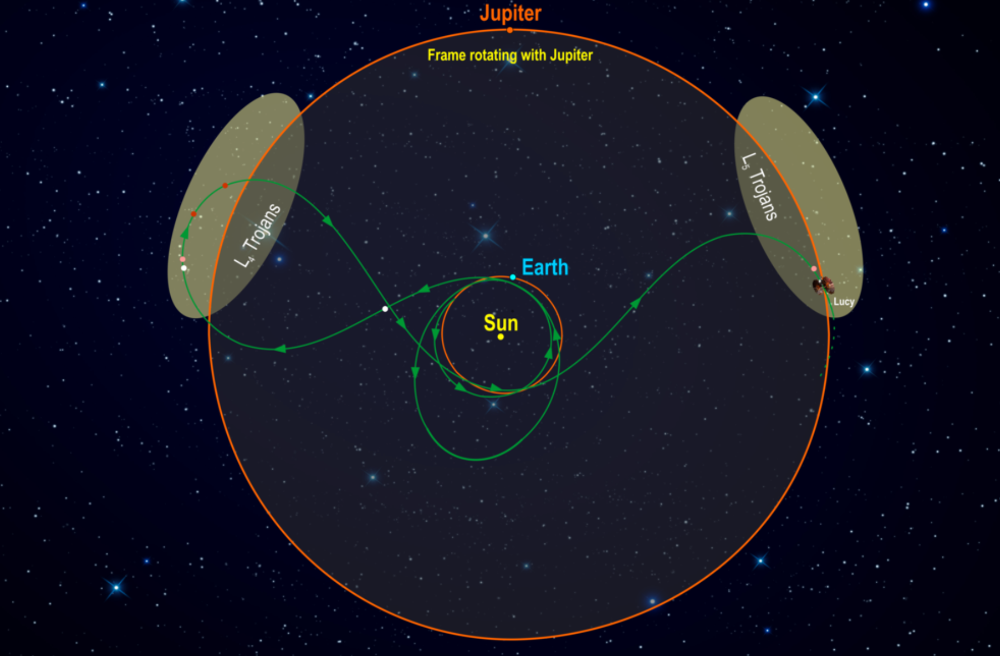 Jupiter
Frame rotating with Jupiter
L4 Trojans
L5 Trojans
Earth
Sun
Lucy